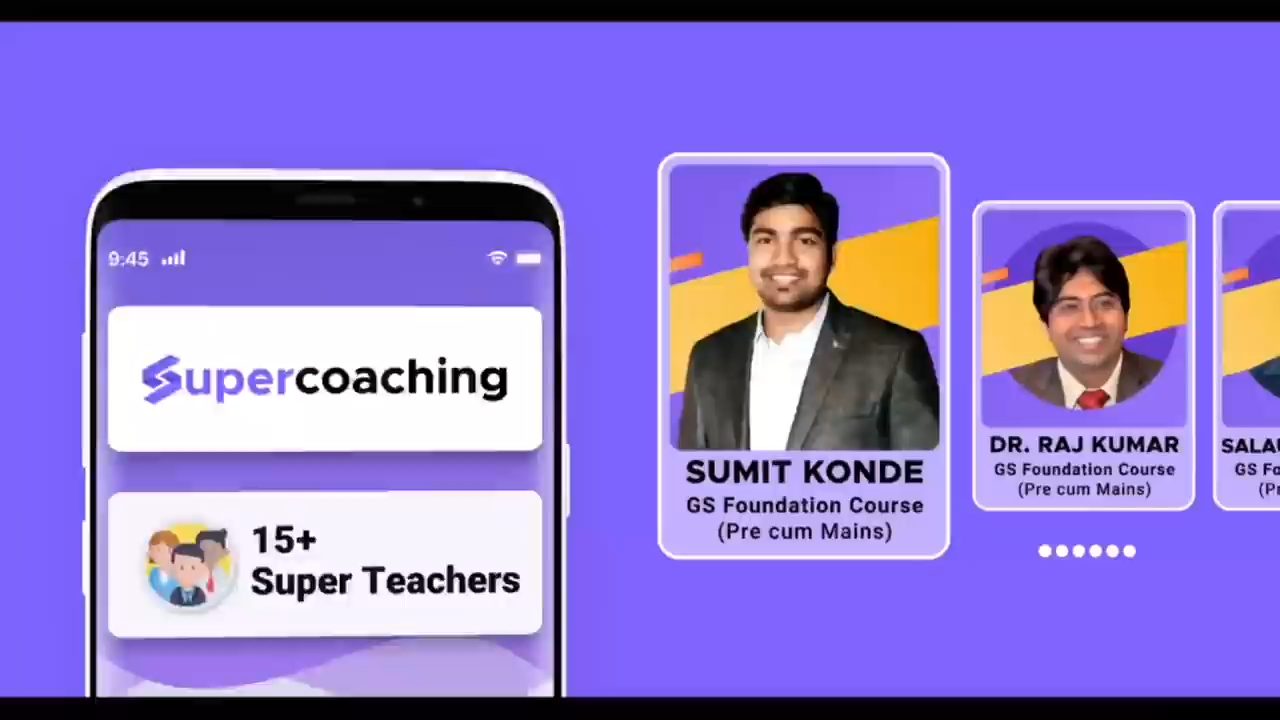 9:45
Supercoaching
15+
Super Teachers
SUMIT KONDE
GS Foundation Course
(Pre cum Mains)
DR. RAJ KUMAR
GS Foundation Course
(Pre cum Mains)